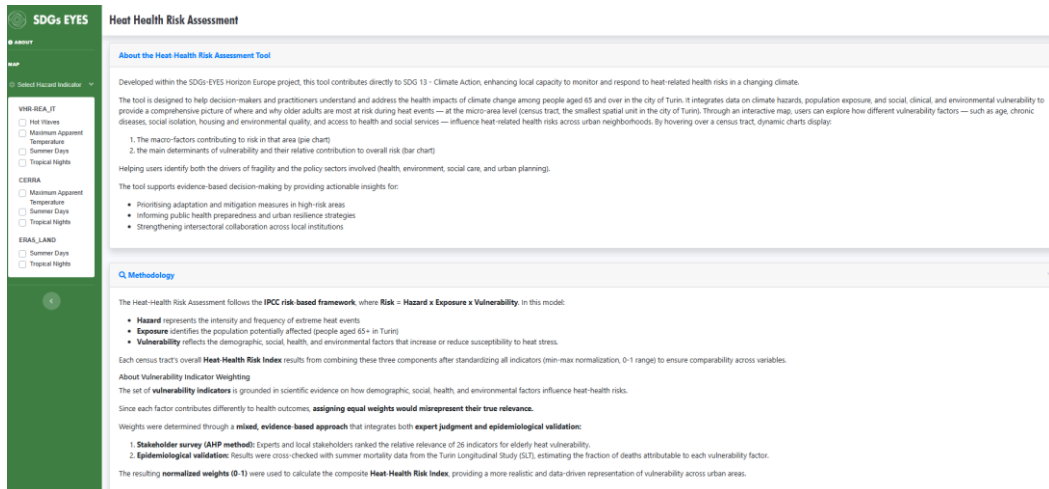 SDGs EYES
ABOUT
MAP
Select Hazard Indicator
VHR-REA_IT
Hot Waves
Maximum Apparent
Temperature
Summer Days
Tropical Nights
CERRA
Maximum Apparent
Temperature
Summer Days
Tropical Nights
ERA5_LAND
Summer Days
Tropical Nights
Heat Health Risk Assessment
About the Heat-Health Risk Assessment Tool
Developed within the SDGs-EYES Horizon Europe project, this tool contributes directly to SDG 13 - Climate Action, enhancing local capacity to monitor and respond to heat-related health risks in a changing climate.
The tool is designed to help decision-makers and practitioners understand and address the health impacts of climate change among people aged 65 and over in the city of Turin. It integrates data on climate hazards, population exposure, and social, clinical, and environmental vulnerability to
provide a comprehensive picture of where and why older adults are most at risk during heat events — at the micro-area level (census tract, the smallest spatial unit in the city of Turin). Through an interactive map, users can explore how different vulnerability factors — such as age, chronic
diseases, social isolation, housing and environmental quality, and access to health and social services — influence heat-related health risks across urban neighborhoods. By hovering over a census tract, dynamic charts display:
1. The macro-factors contributing to risk in that area (pie chart)
2. the main determinants of vulnerability and their relative contribution to overall risk (bar chart)
Helping users identify both the drivers of fragility and the policy sectors involved (health, environment, social care, and urban planning).
The tool supports evidence-based decision-making by providing actionable insights for:
• Prioritising adaptation and mitigation measures in high-risk areas
• Informing public health preparedness and urban resilience strategies
• Strengthening intersectoral collaboration across local institutions
Methodology
The Heat-Health Risk Assessment follows the IPCC risk-based framework, where Risk = Hazard x Exposure x Vulnerability. In this model:
• Hazard represents the intensity and frequency of extreme heat events
• Exposure identifies the population potentially affected (people aged 65+ in Turin)
• Vulnerability reflects the demographic, social, health, and environmental factors that increase or reduce susceptibility to heat stress.
Each census tract's overall Heat-Health Risk Index results from combining these three components after standardizing all indicators (min-max normalization, 0-1 range) to ensure comparability across variables.
About Vulnerability Indicator Weighting
The set of vulnerability indicators is grounded in scientific evidence on how demographic, social, health, and environmental factors influence heat-health risks.
Since each factor contributes differently to health outcomes, assigning equal weights would misrepresent their true relevance.
Weights were determined through a mixed, evidence-based approach that integrates both expert judgment and epidemiological validation:
1. Stakeholder survey (AHP method): Experts and local stakeholders ranked the relative relevance of 26 indicators for elderly heat vulnerability.
2. Epidemiological validation: Results were cross-checked with summer mortality data from the Turin Longitudinal Study (SLT), estimating the fraction of deaths attributable to each vulnerability factor.
The resulting normalized weights (0-1) were used to calculate the composite Heat-Health Risk Index, providing a more realistic and data-driven representation of vulnerability across urban areas.